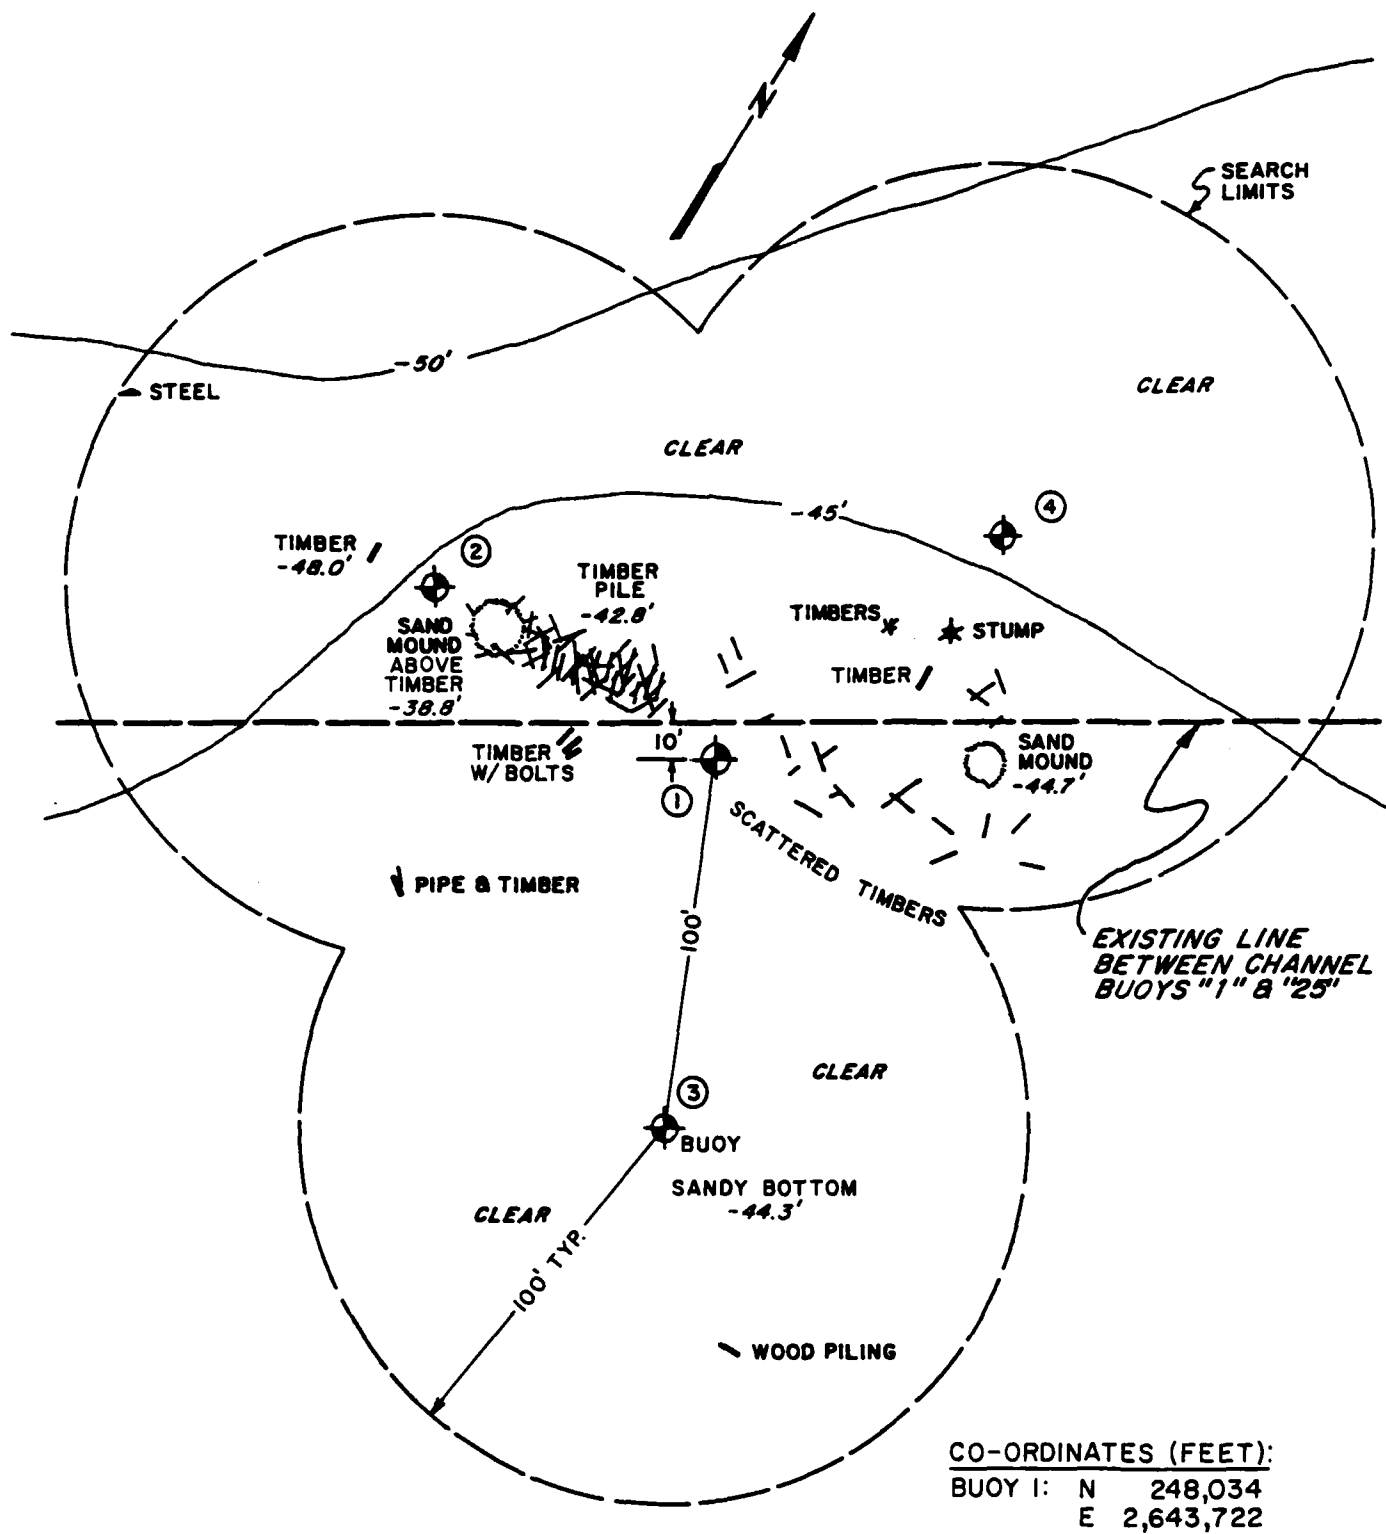 N
SEARCH
LIMITS
-50'
STEEL
CLEAR
CLEAR
-45'
4
TIMBER
-48.0'
2
TIMBER
PILE
-42.8'
TIMBERS
STUMP
SAND
MOUND
ABOVE
TIMBER
-38.8'
TIMBER
10'
TIMBER
W/ BOLTS
SAND
MOUND
-44.7'
1
SCATTERED TIMBERS
PIPE & TIMBER
100'
EXISTING LINE
BETWEEN CHANNEL
BUOYS "1" & "25"
CLEAR
3
BUOY
SANDY BOTTOM
-44.3'
CLEAR
100' TYP.
WOOD PILING
CO-ORDINATES (FEET):
BUOY 1: N 248,034
E 2,643,722